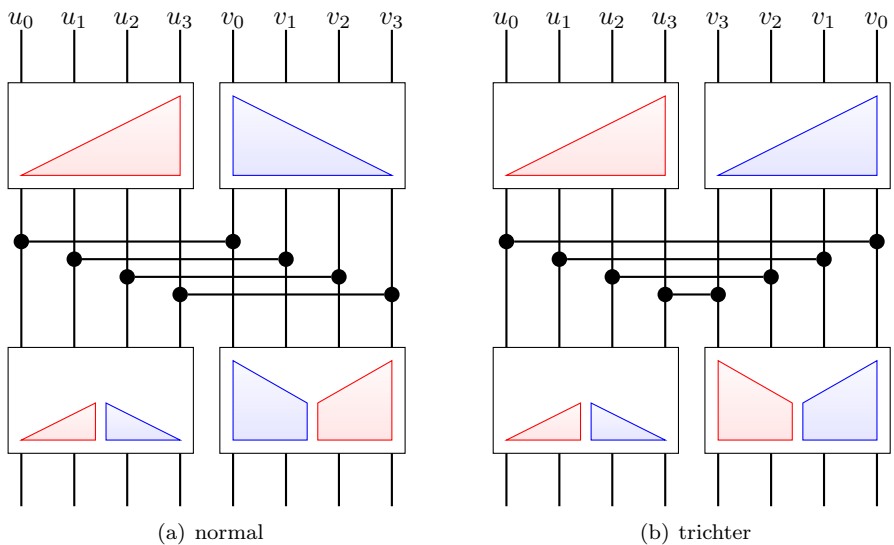 u₀ u₁ u₂ u₃ v₀ v₁ v₂ v₃ u₀ u₁ u₂ u₃ v₃ v₂ v₁ v₀
(a) normal (b) trichter